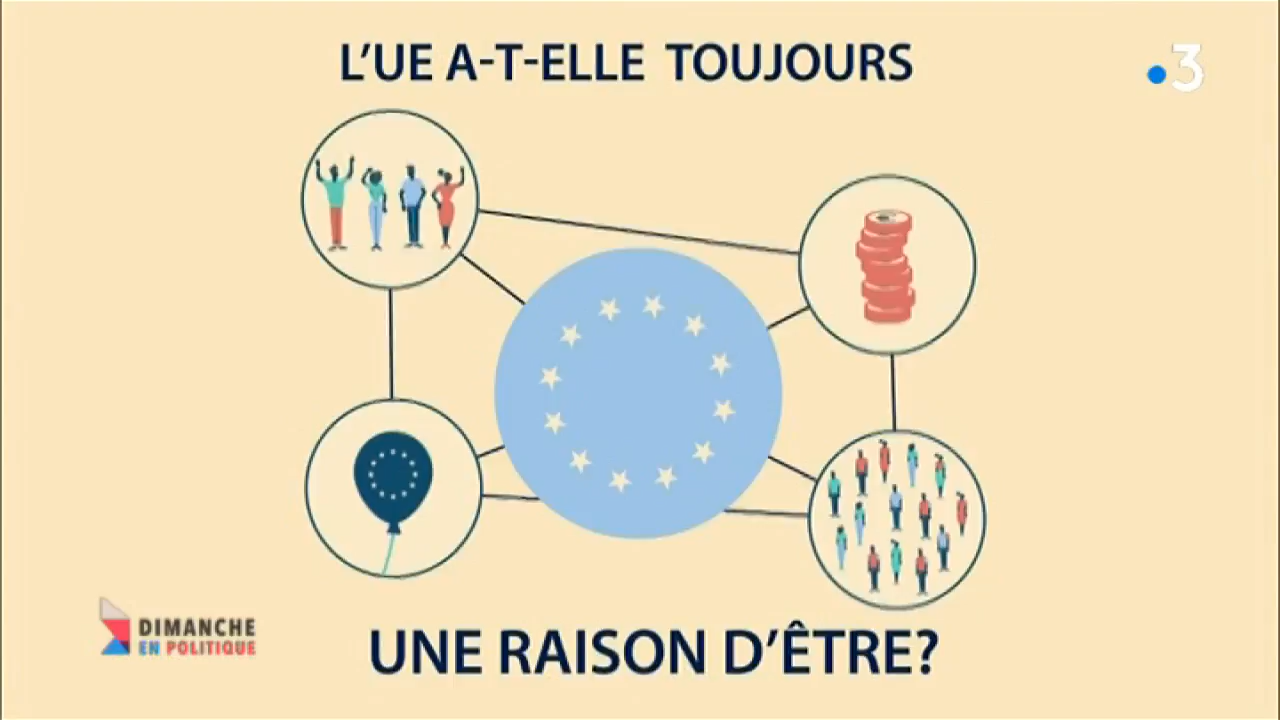 L'UE A-T-ELLE TOUJOURS
3
DIMANCHE
EN POLITIQUE
UNE RAISON D'ÊTRE?